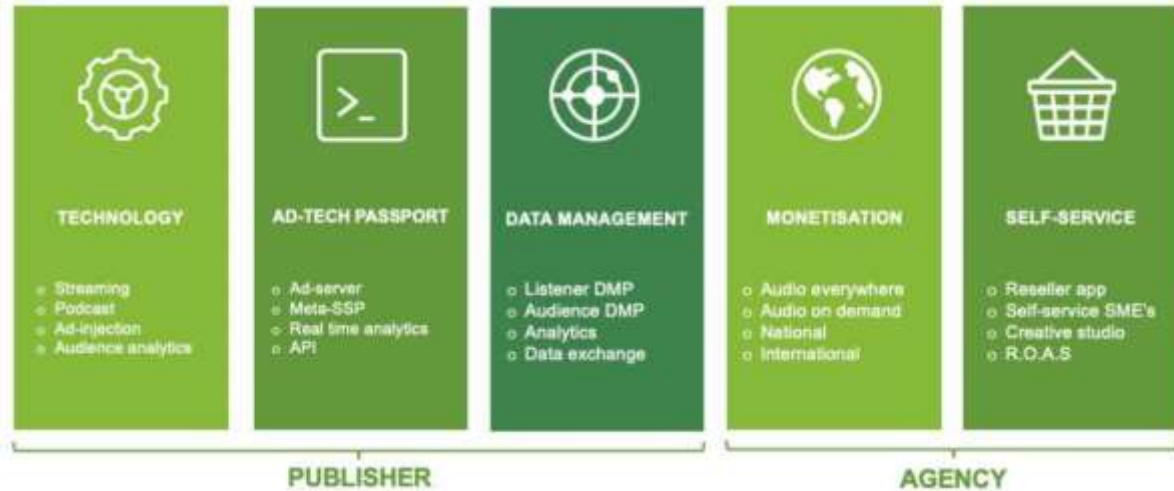 TECHNOLOGY
Streaming
Podcast
Ad-injection
Audience analytics
AD-TECH PASSPORT
Ad-server
Meta-SSP
Real time analytics
API
DATA MANAGEMENT
Listener DMP
Audience DMP
Analytics
Data exchange
MONETISATION
Audio everywhere
Audio on demand
National
International
SELF-SERVICE
Reseller app
Self-service SME's
Creative studio
R.O.A.S
PUBLISHER
AGENCY